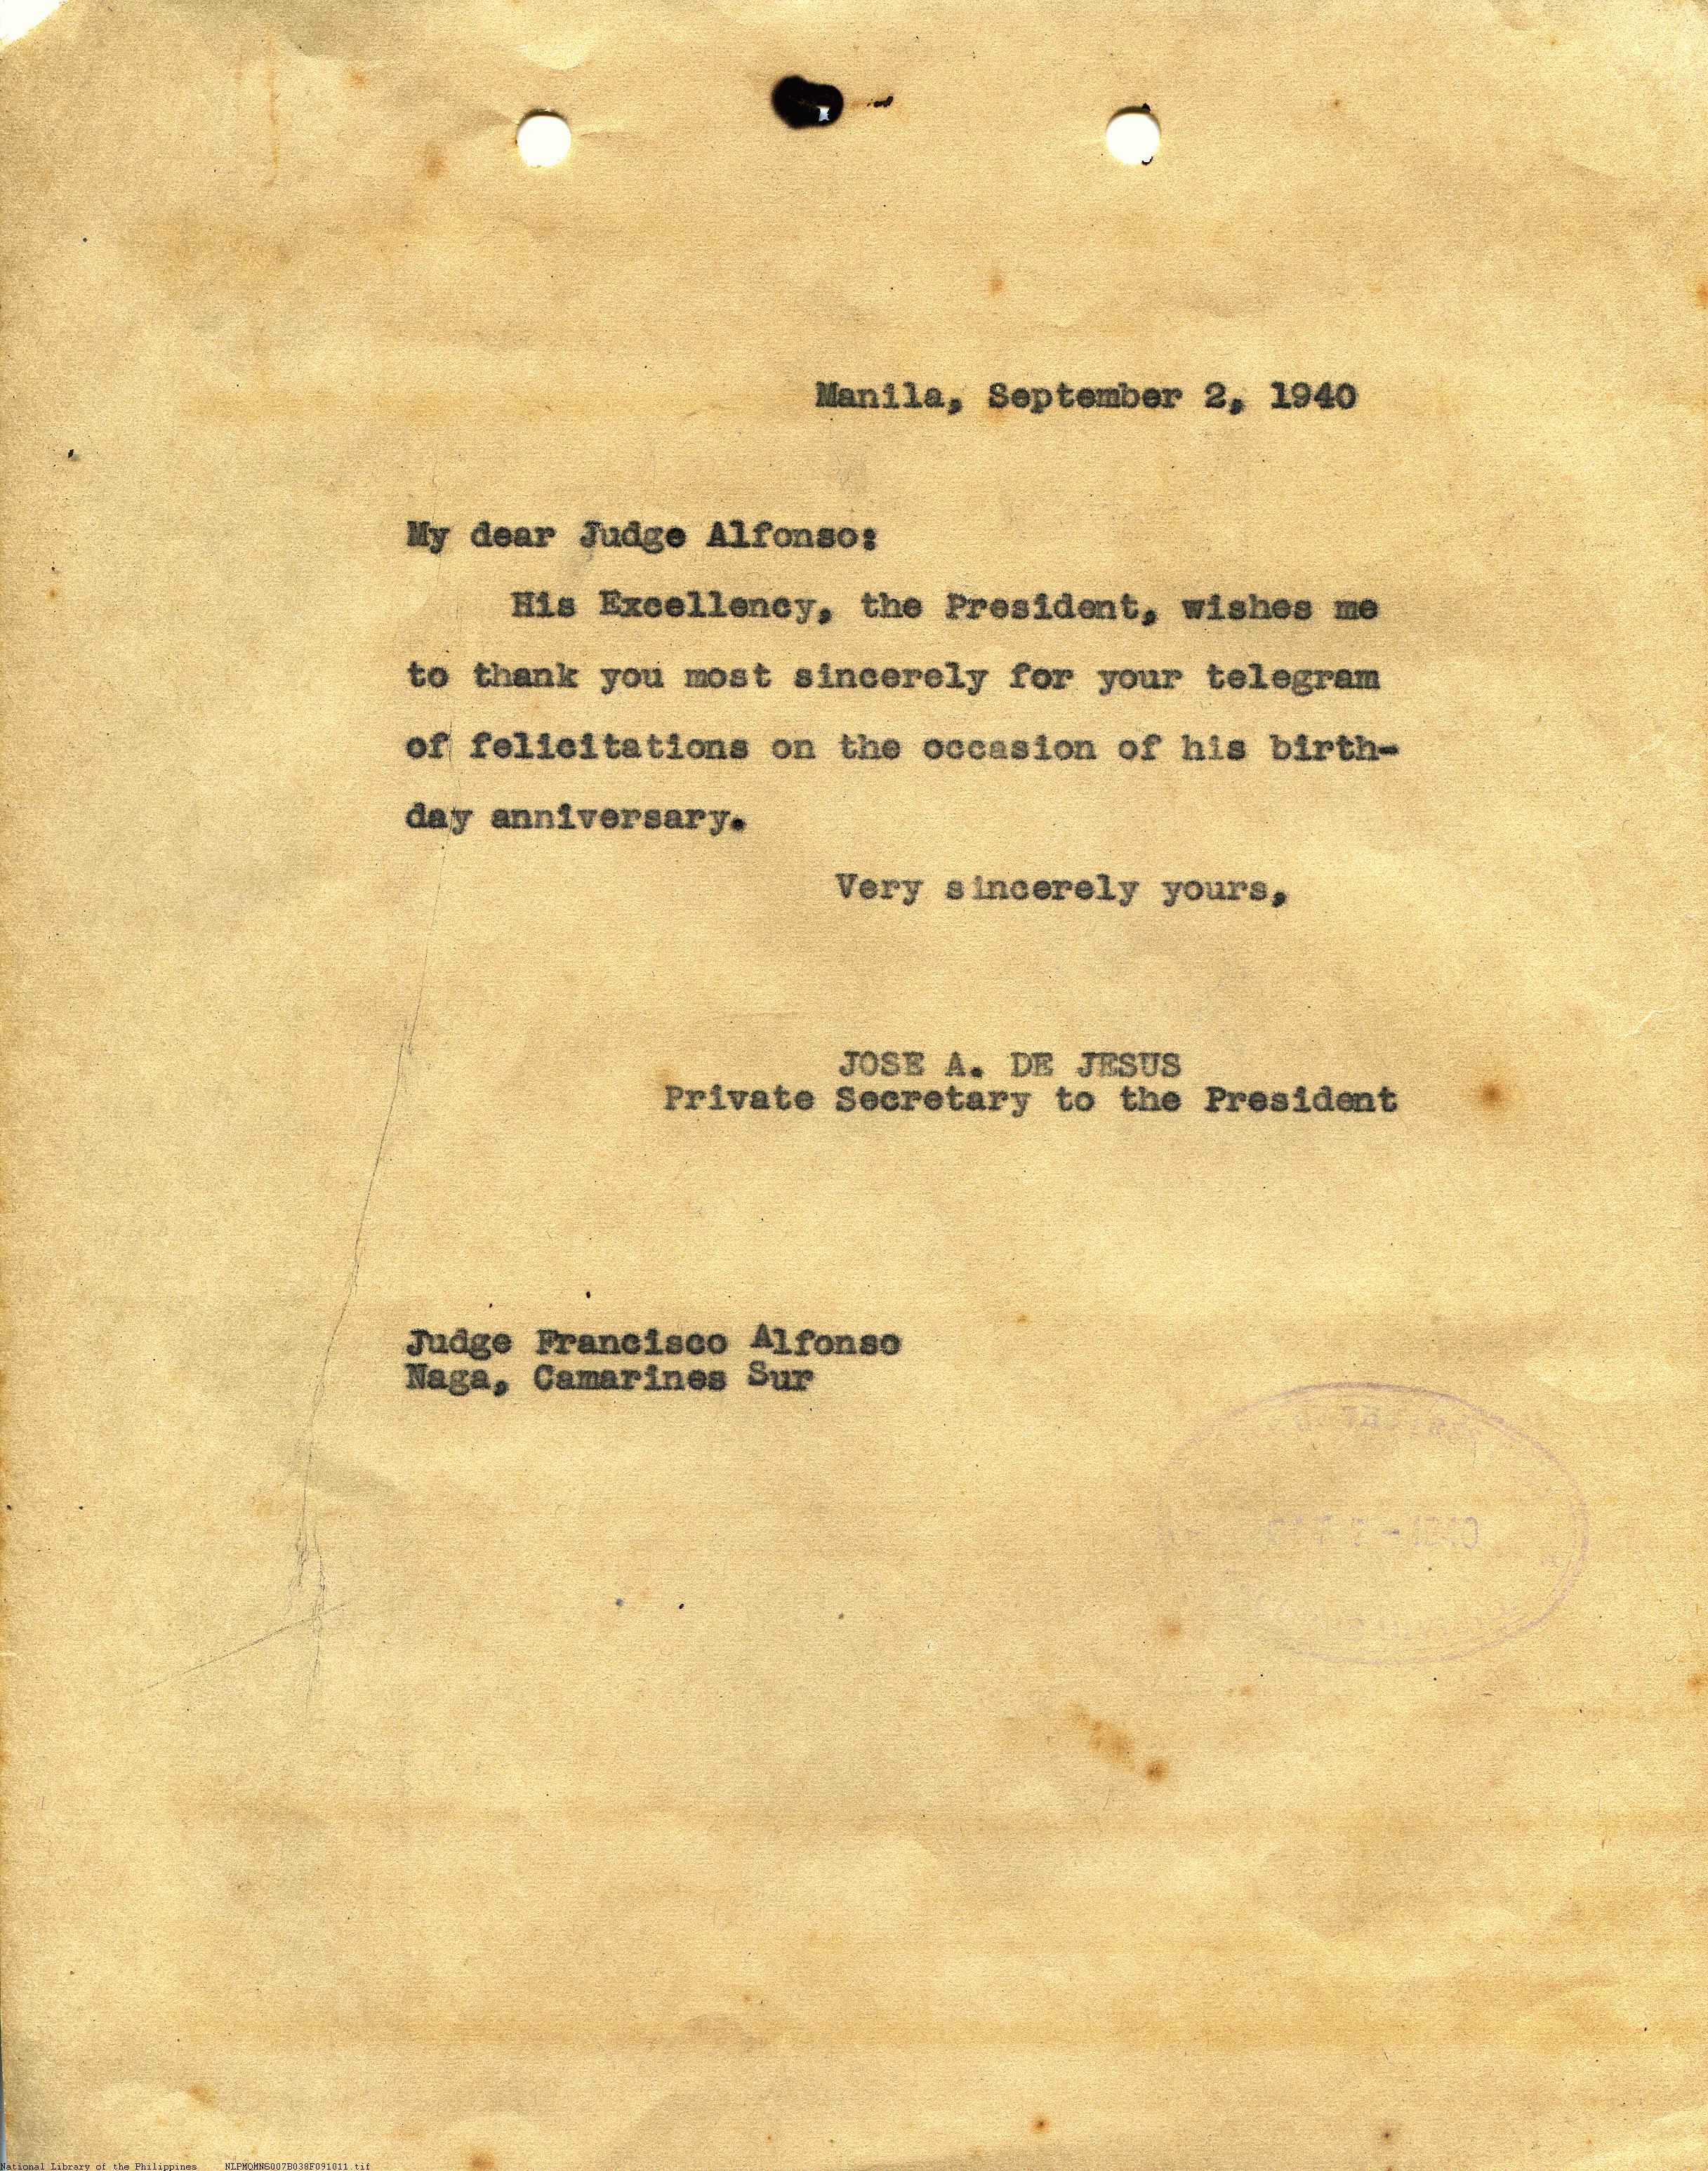 Manila, September 2, 1940
My dear Judge Alfonso:
His Excellency, the President, wishes me
to thank you most sincerely for your telegram
of felicitations on the occasion of his birth-
day anniversary.
Very sincerely yours,
JOSE A. DE JESUS
Private Secretary to the President
Judge Francisco Alfonso
Naga, Camarines Sur
National Library of the Philippines NLPMQMNS007B038F091011.tif